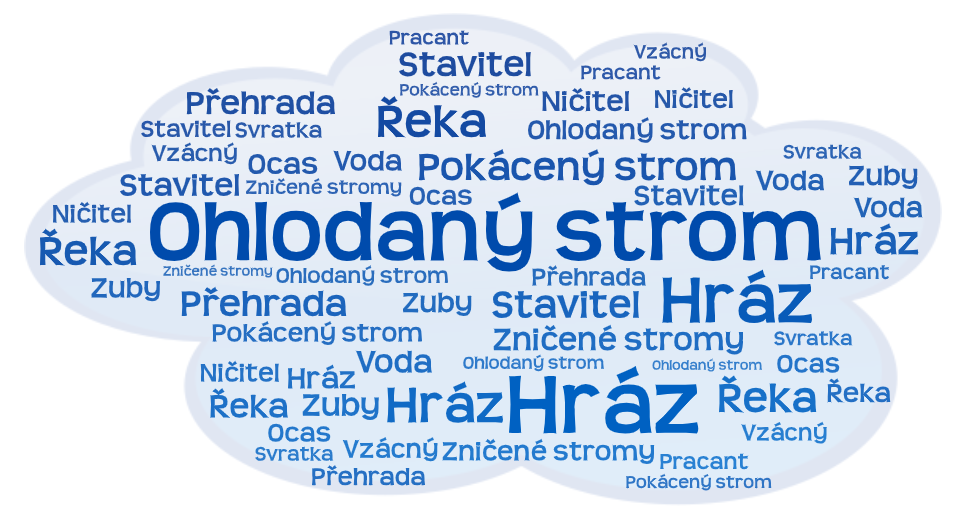 Pracant
Vzácný
Stavitel
Pracant
Pokácený strom
Přehrada
Ničitel
Ničitel
Řeka
Stavitel
Svratka
Ohlodaný strom
Vzácný
Ocas
Voda
Pokácený strom
Svratka
Stavitel
Zničené stromy
Ocas
Stavitel
Voda
Zuby
Ničitel
Ohlodaný strom
Voda
Řeka
Hráz
Zuby
Zničené stromy
Ohlodaný strom
Přehrada
Pracant
Přehrada
Zuby
Stavitel
Hráz
Pokácený strom
Zničené stromy
Svratka
Ničitel
Hráz
Voda
Ohlodaný strom
Ohlodaný strom
Ocas
Řeka
Zuby
Hráz
Hráz
Řeka
Řeka
Ocas
Vzácný
Svratka
Vzácný
Zničené stromy
Pracant
Přehrada
Pokácený strom